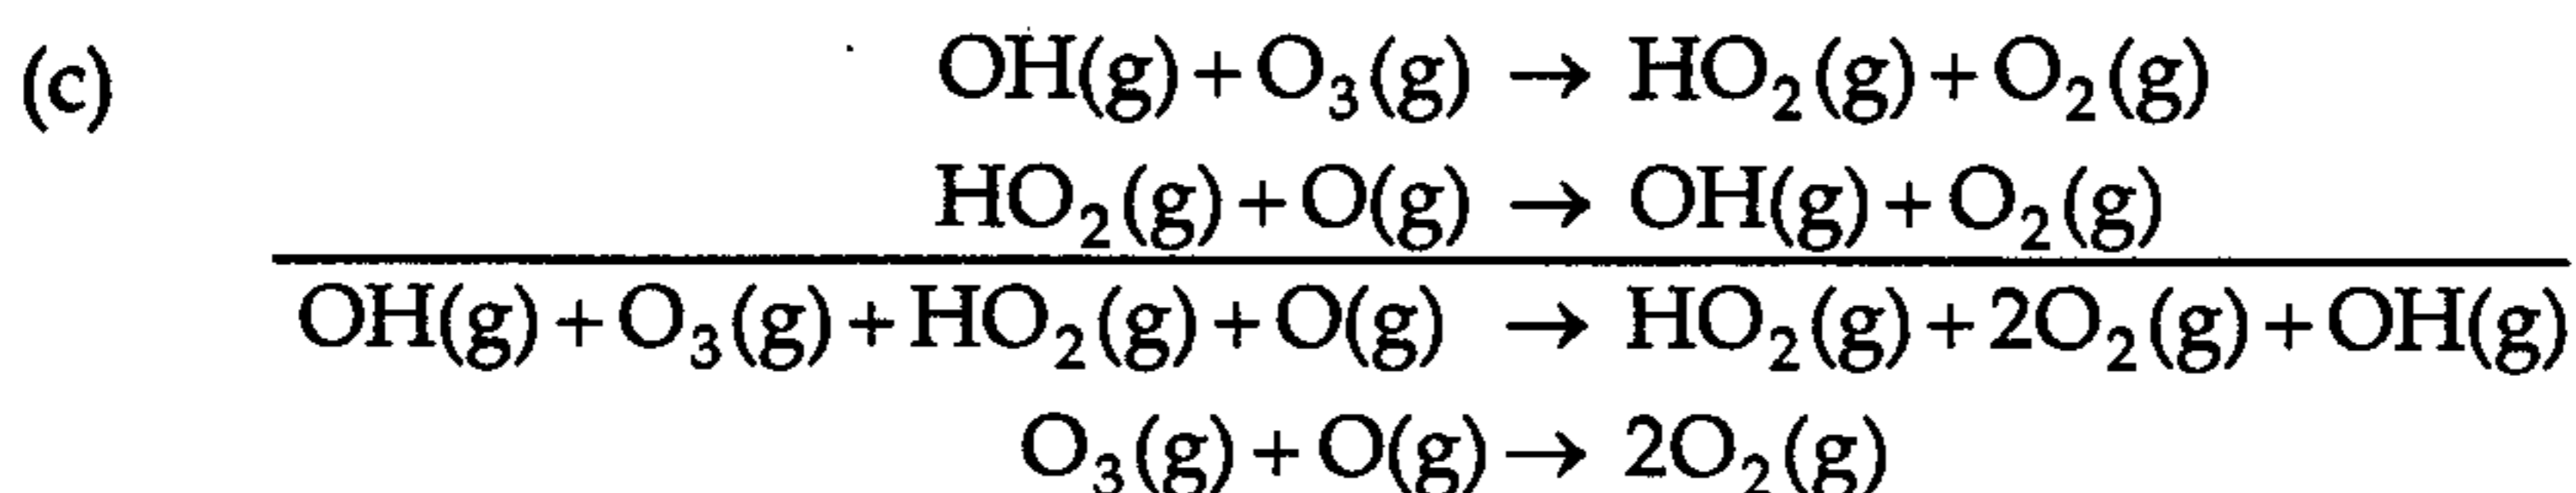 (c) OH(g) + O₃(g) → HO₂(g) + O₂(g)
HO₂(g) + O(g) → OH(g) + O₂(g)
OH(g) + O₃(g) + HO₂(g) + O(g) → HO₂(g) + 2O₂(g) + OH(g)
O₃(g) + O(g) → 2O₂(g)